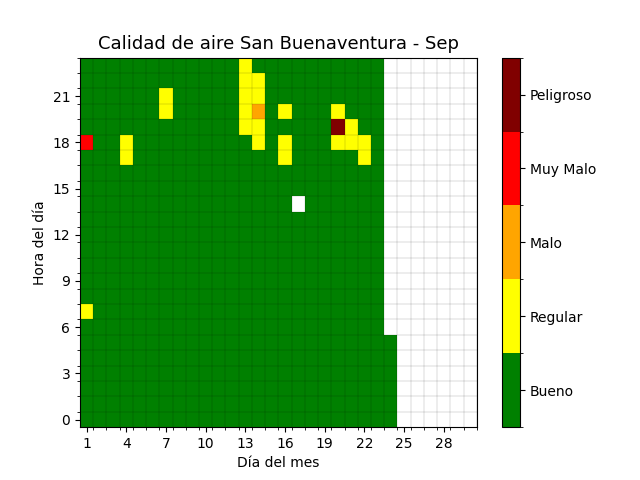 Calidad de aire San Buenaventura - Sep
Hora del día
21
18
15
12
9
6
3
0
1 4 7 10 13 16 19 22 25 28
Día del mes
Peligroso
Muy Malo
Malo
Regular
Bueno